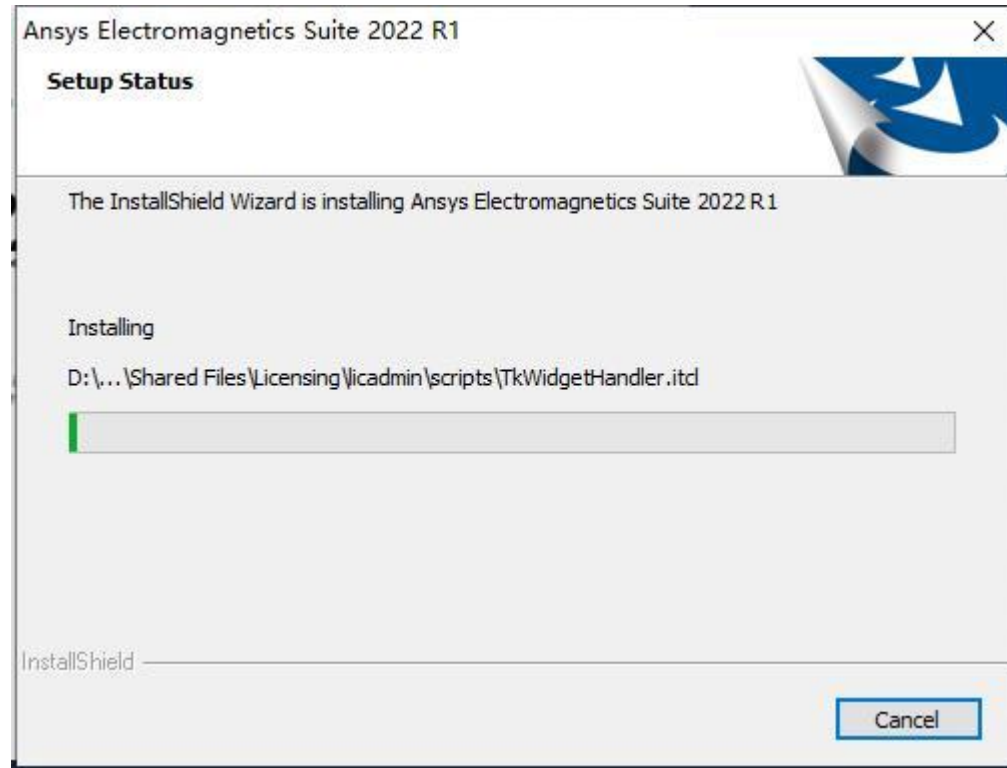 Ansys Electromagnetics Suite 2022 R1
Setup Status
The InstallShield Wizard is installing Ansys Electromagnetics Suite 2022 R1
Installing
D:\...\Shared Files\Licensing\licadmin\scripts\TkWidgetHandler.itcl
InstallShield
Cancel